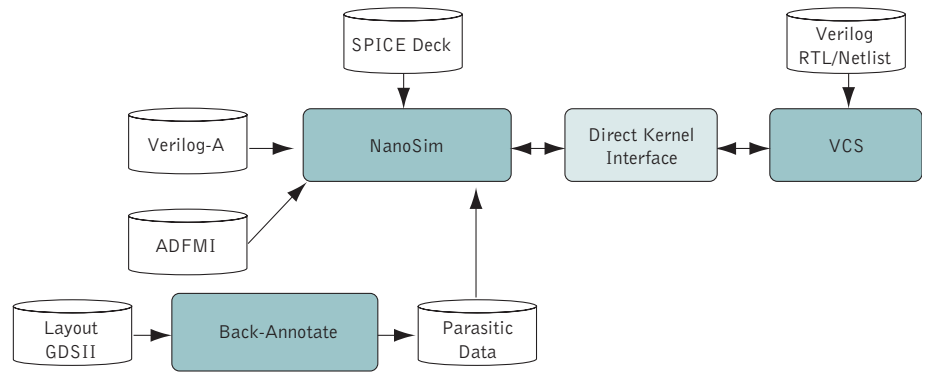 SPICE Deck
Verilog
RTL/Netlist
Verilog-A
NanoSim
Direct Kernel
Interface
VCS
ADFMI
Layout
GDSII
Back-Annotate
Parasitic
Data